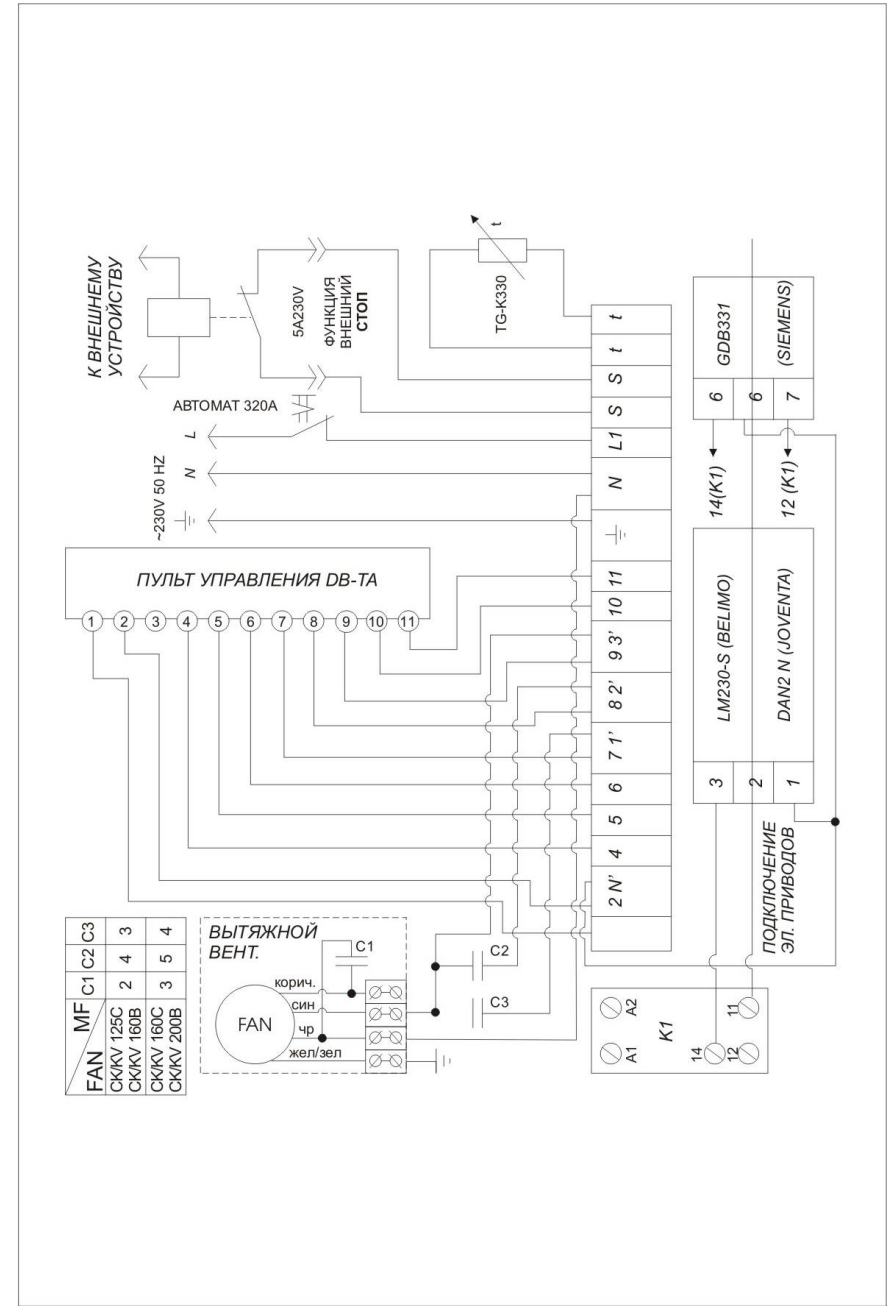 К ВНЕШНЕМУ
УСТРОЙСТВУ
5A230V
ФУНКЦИЯ
ВНЕШНИЙ
СТОП
АВТОМАТ 320А
L
N
~230V 50 HZ
t
TG-K330
ПУЛЬТ УПРАВЛЕНИЯ DB-TA
1 2 3 4 5 6 7 8 9 10 11
2 N' 4 5 6 7 1' 8 2' 9 3' 10 11 N L1 S S t t
FAN MF C1 C2 C3
CK/KV 125C
CK/KV 160B
2 4 3
CK/KV 160C
CK/KV 200B
3 5 4
ВЫТЯЖНОЙ
ВЕНТ.
FAN
C1
корич.
син
чр
жел/зел
C2
C3
A1 A2
K1
14
12 11
ПОДКЛЮЧЕНИЕ
ЭЛ. ПРИВОДОВ
3
2
1
LM230-S (BELIMO)
DAN2 N (JOVENTA)
14(K1)
12 (K1)
6
6
7
GDB331
(SIEMENS)